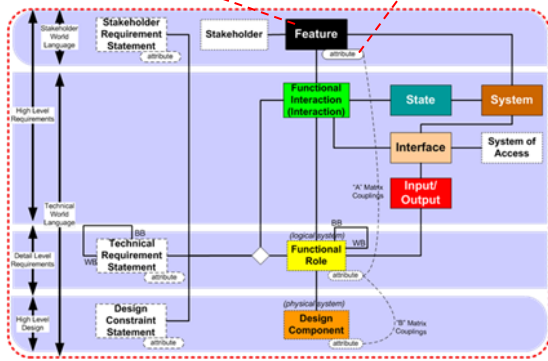 Stakeholder
World
Language
High Level
Requirements
Technical
World
Language
Detail Level
Requirements
High Level
Design
Stakeholder
Requirement
Statement
attribute
Stakeholder
Feature
attribute
Functional
Interaction
(Interaction)
State
System
Interface
System of
Access
Input/
Output
"A" Matrix
Couplings
BB
WB
Technical
Requirement
Statement
attribute
(logical system)
BB
WB
Functional
Role
attribute
Design
Constraint
Statement
attribute
(physical system)
Design
Component
"B" Matrix
Couplings